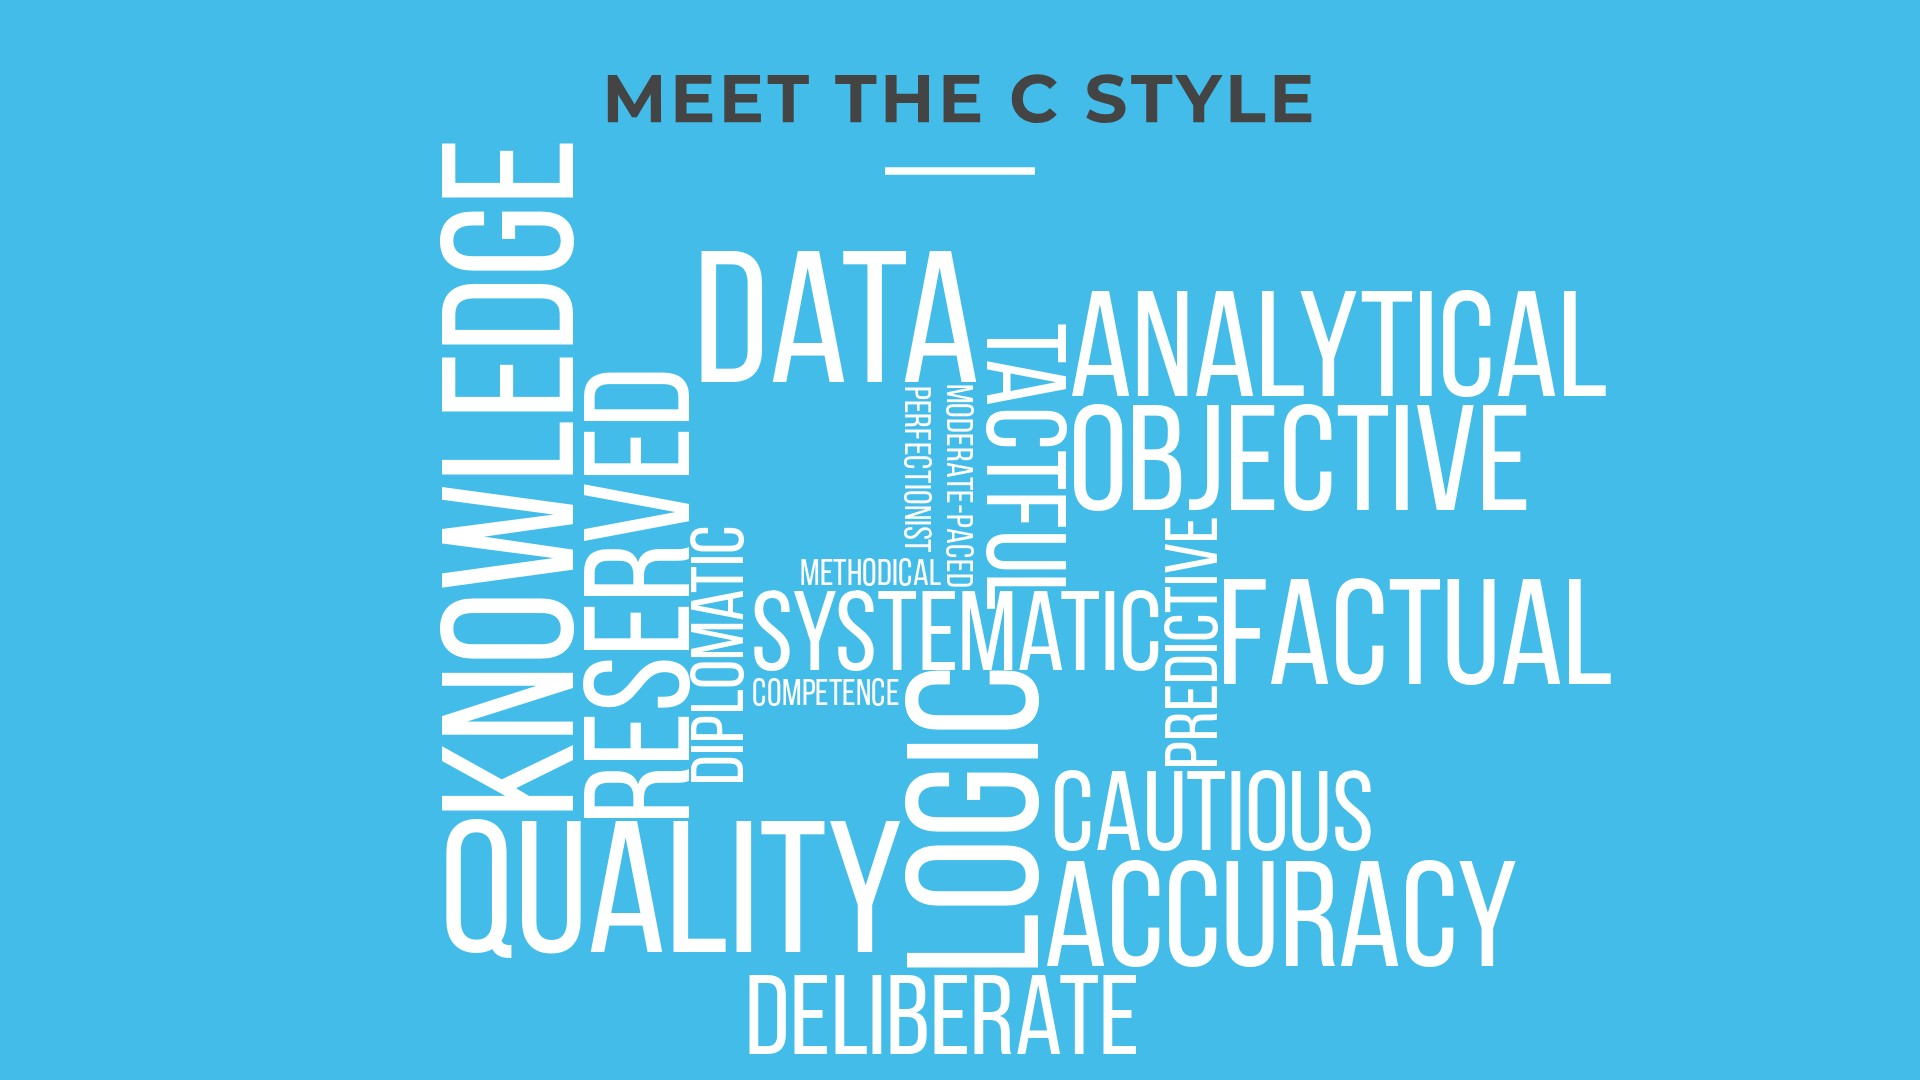 MEET THE C STYLE
KNOWLEDGE
RESERVED
DATA
TACTFUL
ANALYTICAL
OBJECTIVE
PERFECTIONIST
MODERATE-PACED
DIPLOMATIC
METHODICAL
SYSTEMATIC
COMPETENCE
PREDICTIVE
FACTUAL
LOGIC
CAUTIOUS
QUALITY
ACCURACY
DELIBERATE